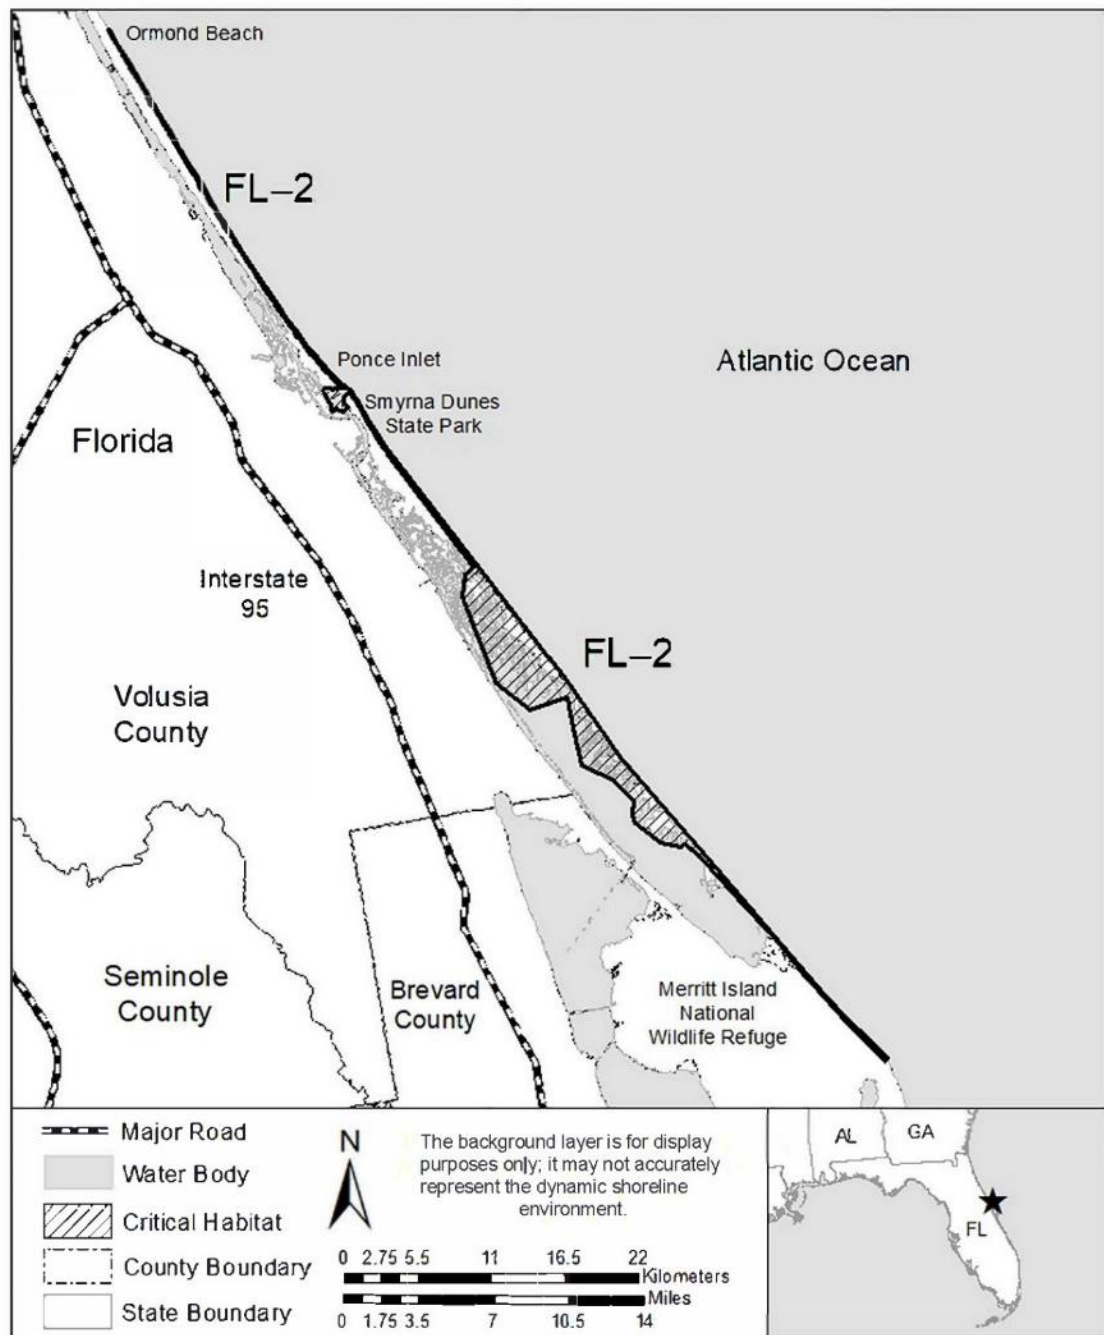 Ormond Beach
FL–2
Ponce Inlet
Atlantic Ocean
Smyrna Dunes
State Park
Florida
Interstate
95
FL–2
Volusia
County
Seminole
County
Brevard
County
Merritt Island
National
Wildlife Refuge
Major Road
Water Body
Critical Habitat
County Boundary
State Boundary
N
The background layer is for display
purposes only; it may not accurately
represent the dynamic shoreline
environment.
0 2.75 5.5 11 16.5 22
Kilometers
Miles
0 1.75 3.5 7 10.5 14
AL
GA
FL